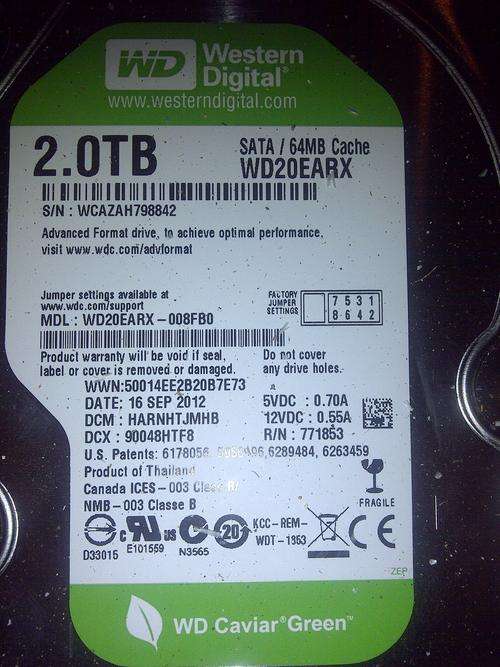 WD Western Digital®
www.westerndigital.com
2.0TB
SATA / 64MB Cache
WD20EARX
S/N : WCAZAH798842
Advanced Format drive, to achieve optimal performance,
visit www.wdc.com/advformat
Jumper settings available at
www.wdc.com/support
FACTORY JUMPER SETTINGS
7 5 3 1
8 6 4 2
MDL : WD20EARX-008FB0
Product warranty will be void if seal,
label or cover is removed or damaged.
Do not cover
any drive holes.
WWN:50014EE2B20B7E73
DATE: 16 SEP 2012
DCM : HARNHTJMHB
DCX : 90048HTF8
5VDC : 0.70A
12VDC : 0.55A
R/N : 771853
U.S. Patents: 6178056, 6289484, 6263459
Product of Thailand
Canada ICES-003 Class B/
NMB-003 Classe B
FRAGILE
D33015
c US
E101559
N3565
20
KCC-REM-
WDT-1353
CE
ZEP
WD Caviar® Green™